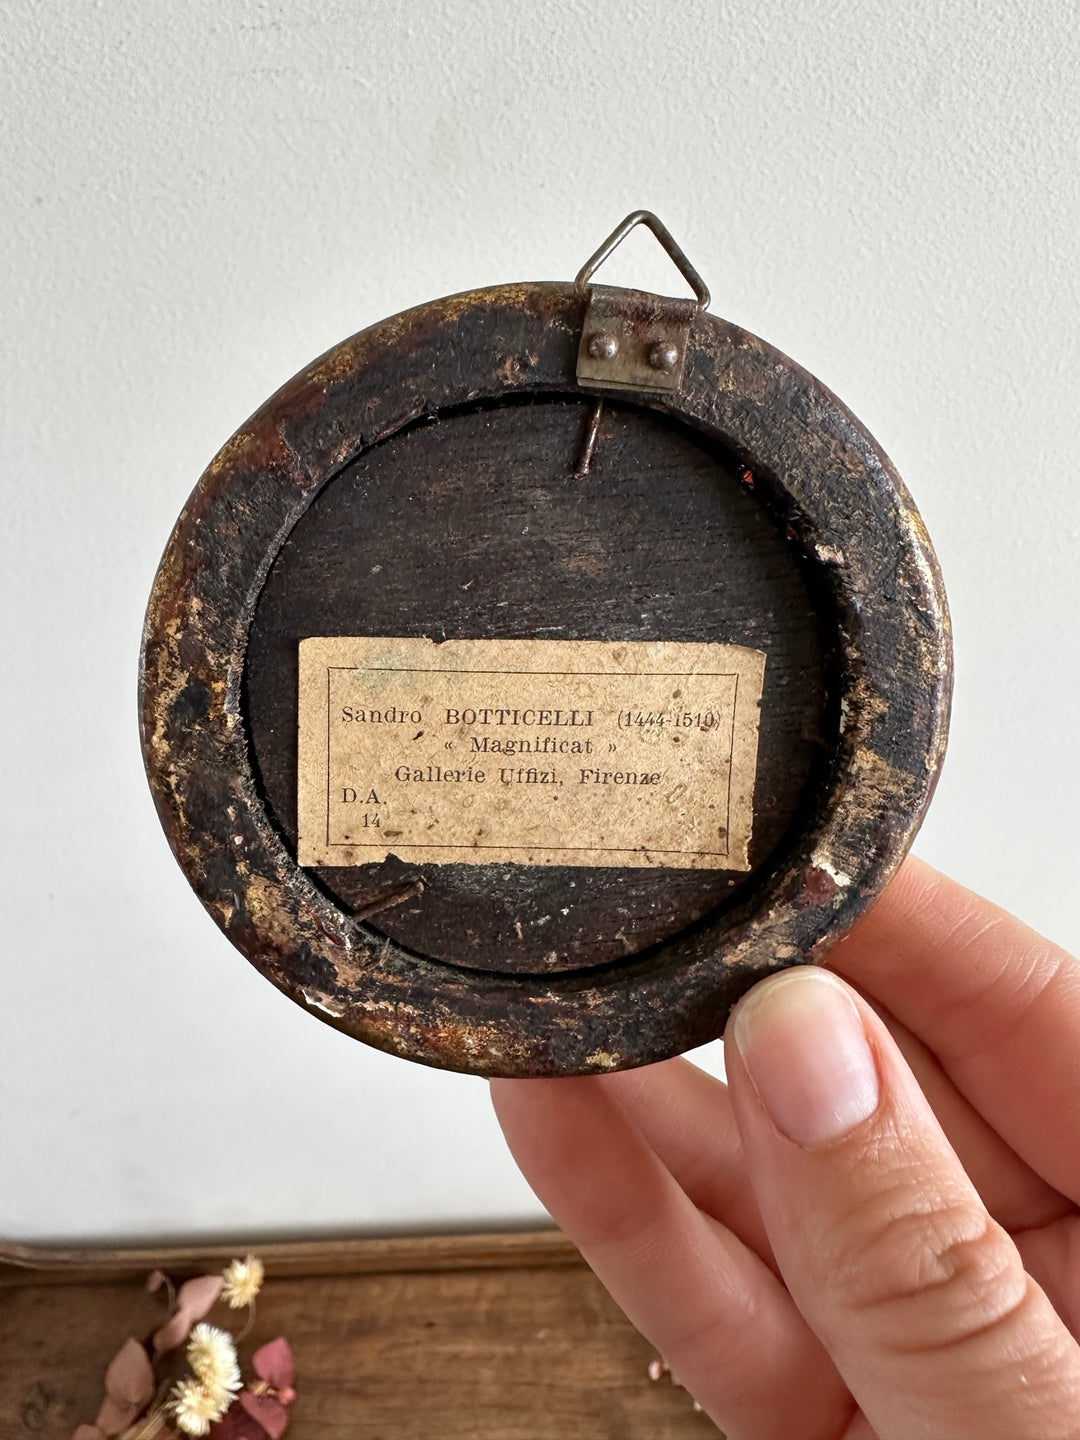 Sandro BOTTICELLI (1444-1510)
« Magnificat »
Gallerie Uffizi, Firenze
D.A.
14